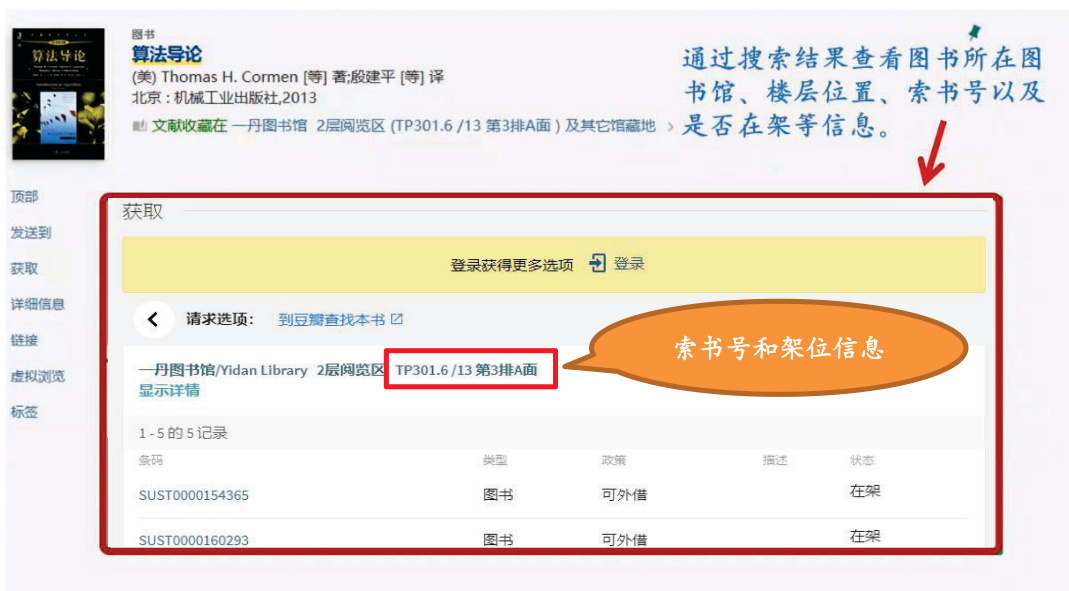 算法导论
图书
算法导论
(美) Thomas H. Cormen [等] 著;殷建平 [等] 译
北京 : 机械工业出版社,2013
文献收藏在 一丹图书馆 2层阅览区 (TP301.6 /13 第3排A面 ) 及其它馆藏地 >
通过搜索结果查看图书所在图
书馆、楼层位置、索书号以及
是否在架等信息。
顶部
发送到
获取
详细信息
链接
虚拟浏览
标签
获取
登录获得更多选项 登录
请求选项: 到豆瓣查找本书
索书号和架位信息
一丹图书馆/Yidan Library 2层阅览区 TP301.6 /13 第3排A面
显示详情
1 - 5 的 5 记录
条码 类型 政策 描述 状态
SUST0000154365 图书 可外借 在架
SUST0000160293 图书 可外借 在架